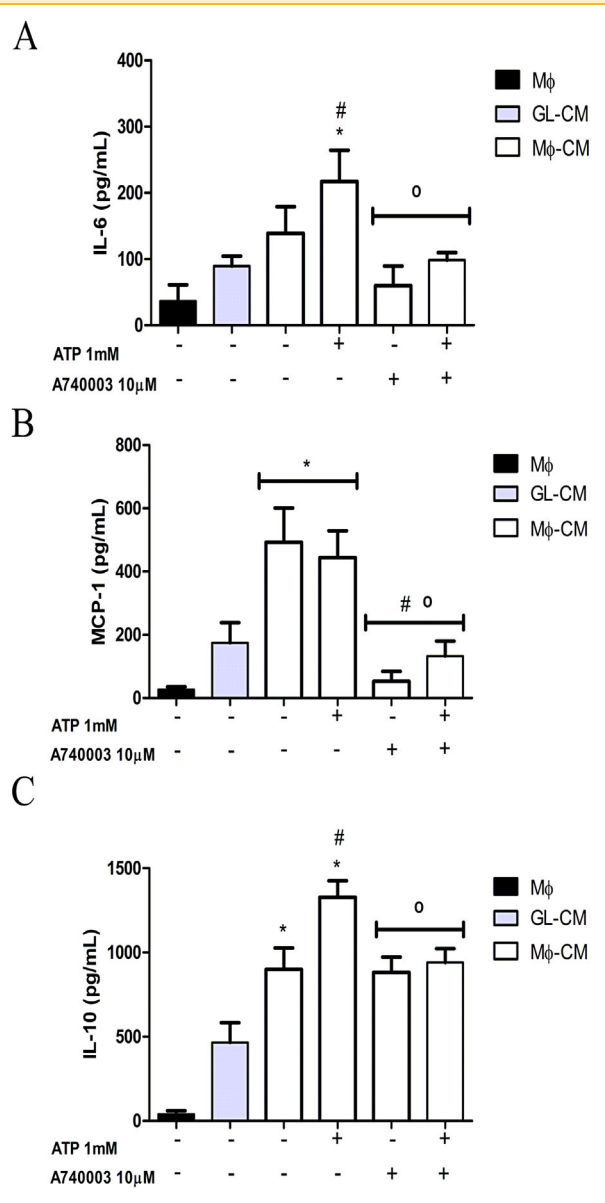 A
400
300
200
100
0
IL-6 (pg/mL)
#
*
o
Mϕ
GL-CM
Mϕ-CM
ATP 1mM - - - + - +
A740003 10µM - - - - + +
B
800
600
400
200
0
MCP-1 (pg/mL)
*
# o
Mϕ
GL-CM
Mϕ-CM
ATP 1mM - - - + - +
A740003 10µM - - - - + +
C
1500
1000
500
0
IL-10 (pg/mL)
*
#
*
o
Mϕ
GL-CM
Mϕ-CM
ATP 1mM - - - + - +
A740003 10µM - - - - + +